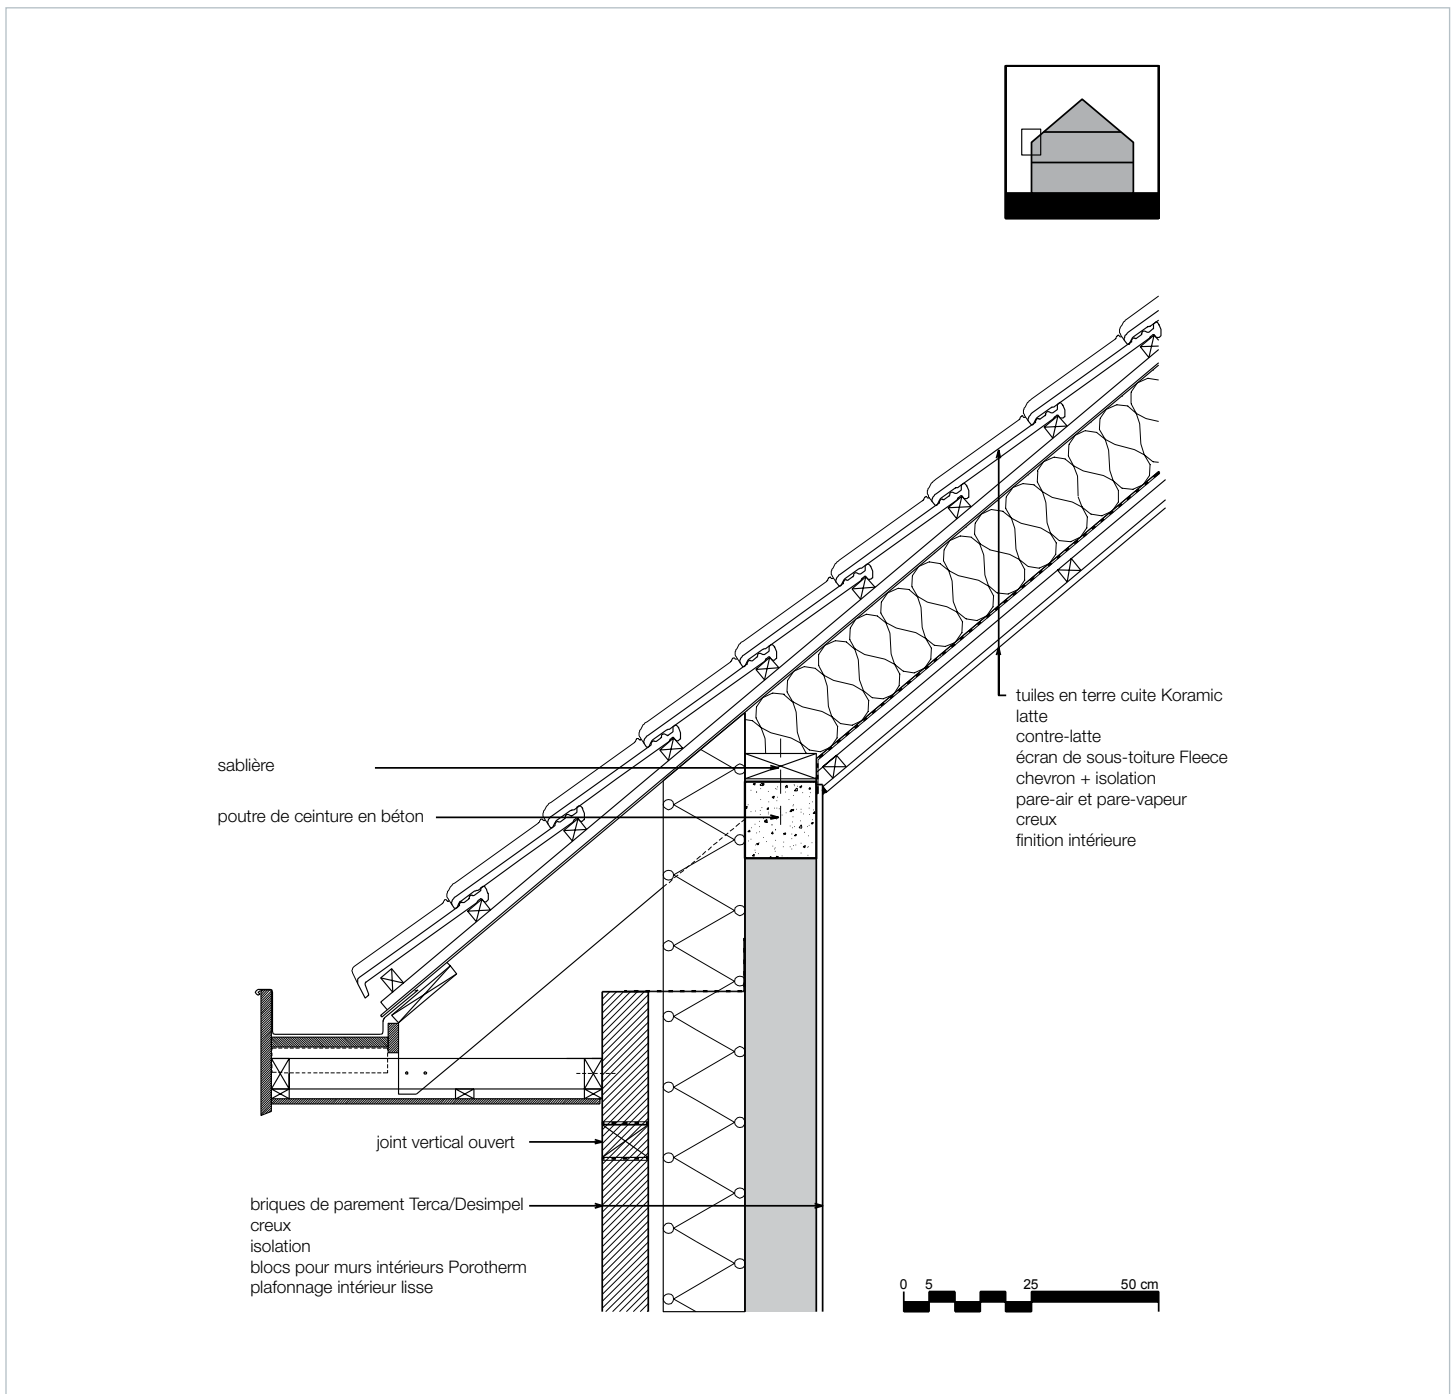 sablière
poutre de ceinture en béton
tuiles en terre cuite Koramic
latte
contre-latte
écran de sous-toiture Fleece
chevron + isolation
pare-air et pare-vapeur
creux
finition intérieure
joint vertical ouvert
briques de parement Terca/Desimpel
creux
isolation
blocs pour murs intérieurs Porotherm
plafonnage intérieur lisse
0 5 25 50 cm